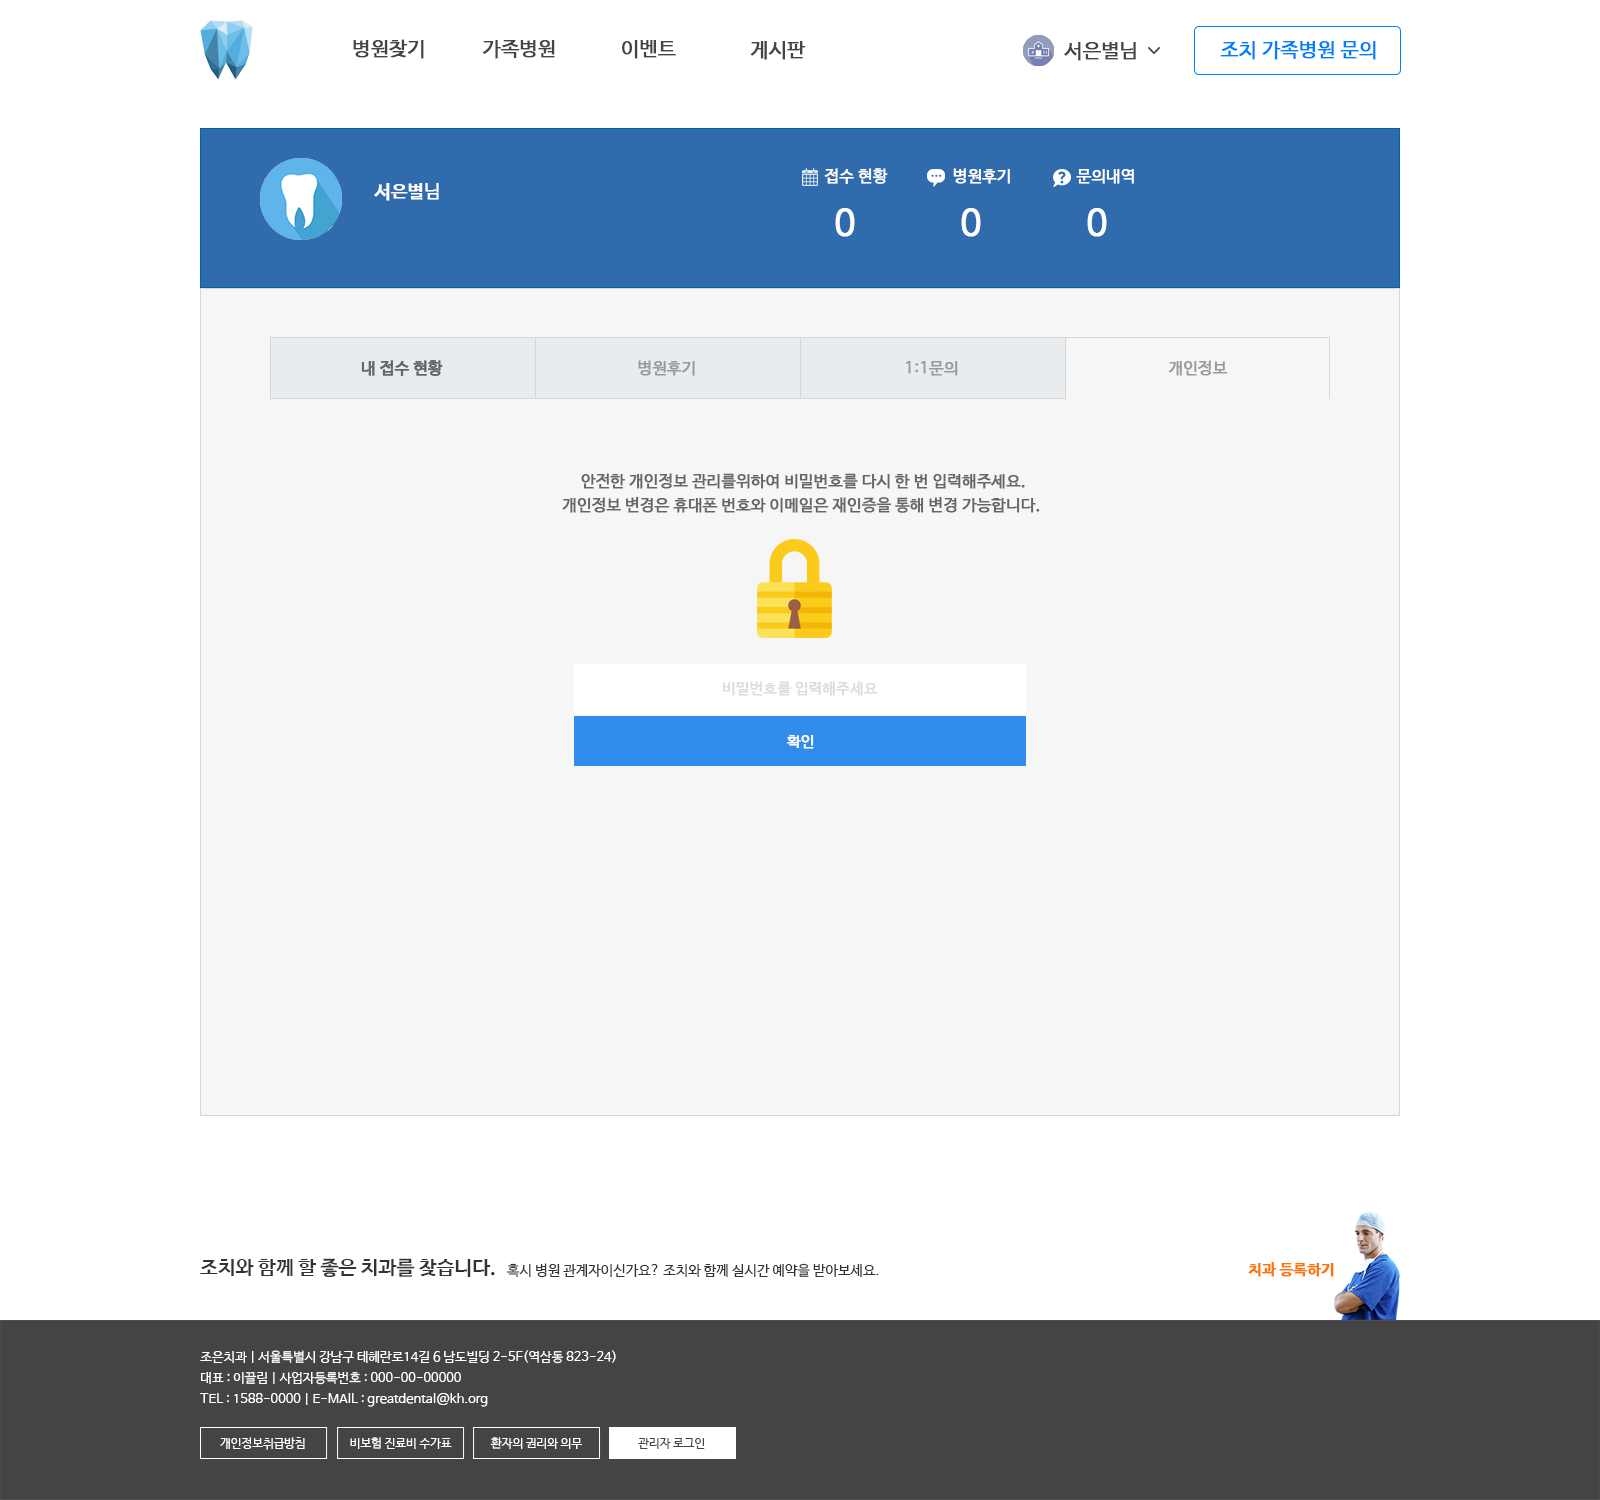 병원찾기
가족병원
이벤트
게시판
서은별님
조치 가족병원 문의
서은별님
접수 현황
병원후기
문의내역
0
0
0
내 접수 현황
병원후기
1:1문의
개인정보
안전한 개인정보 관리를위하여 비밀번호를 다시 한 번 입력해주세요.
개인정보 변경은 휴대폰 번호와 이메일은 재인증을 통해 변경 가능합니다.
비밀번호를 입력해주세요
확인
조치와 함께 할 좋은 치과를 찾습니다. 혹시 병원 관계자이신가요? 조치와 함께 실시간 예약을 받아보세요.
치과 등록하기
조은치과 | 서울특별시 강남구 테헤란로14길 6 남도빌딩 2-5F(역삼동 823-24)
대표 : 이끌림 | 사업자등록번호 : 000-00-00000
TEL : 1588-0000 | E-MAIL : greatdental@kh.org
개인정보취급방침
비보험 진료비 수가표
환자의 권리와 의무
관리자 로그인